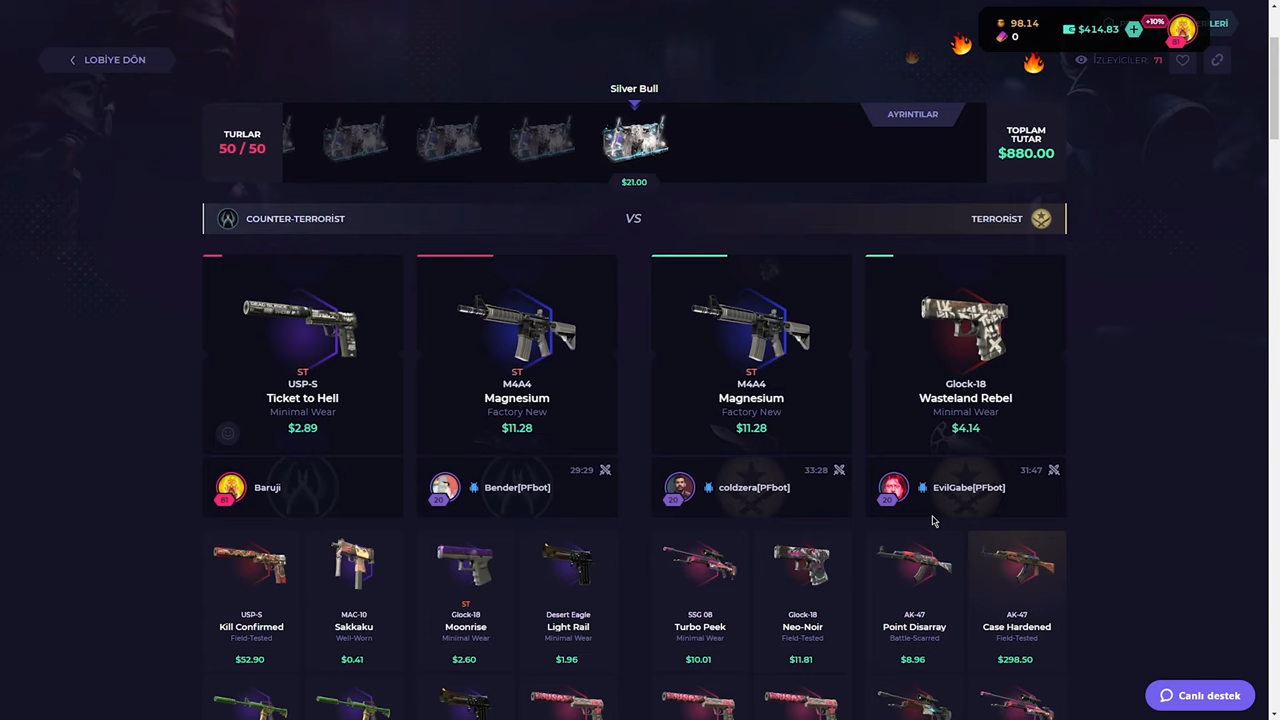 98.14
0
$414.83
+10%
81
LERİ
LOBİYE DÖN
İZLEYİCİLER: 71
Silver Bull
TURLAR
50 / 50
AYRINTILAR
TOPLAM
TUTAR
$880.00
$21.00
COUNTER-TERRORİST
VS
TERRORİST
ST
USP-S
Ticket to Hell
Minimal Wear
$2.89
ST
M4A4
Magnesium
Factory New
$11.28
ST
M4A4
Magnesium
Factory New
$11.28
Glock-18
Wasteland Rebel
Minimal Wear
$4.14
81
Baruji
29:29
20
Bender[PFbot]
33:28
20
coldzera[PFbot]
31:47
20
EvilGabe[PFbot]
USP-S
Kill Confirmed
Field-Tested
$52.90
MAC-10
Sakkaku
Well-Worn
$0.41
ST
Glock-18
Moonrise
Minimal Wear
$2.60
Desert Eagle
Light Rail
Minimal Wear
$1.96
SSG 08
Turbo Peek
Minimal Wear
$10.01
Glock-18
Neo-Noir
Field-Tested
$11.81
AK-47
Point Disarray
Battle-Scarred
$8.96
AK-47
Case Hardened
Field-Tested
$298.50
Canlı destek